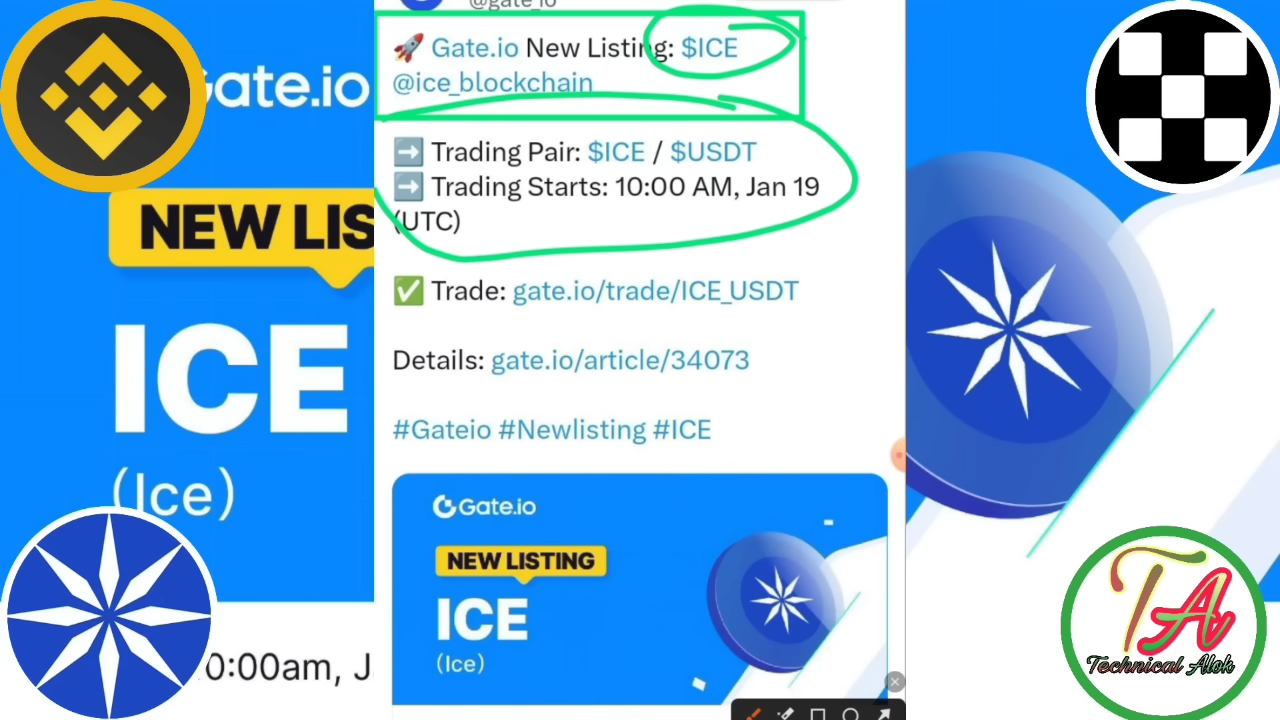 @gate_io
🚀 Gate.io New Listing: $ICE
@ice_blockchain
➡️ Trading Pair: $ICE / $USDT
➡️ Trading Starts: 10:00 AM, Jan 19
(UTC)
✅ Trade: gate.io/trade/ICE_USDT
Details: gate.io/article/34073
#Gateio #Newlisting #ICE
Gate.io
NEW LISTING
ICE
(Ice)
Gate.io
NEW LIS
ICE
(Ice)
0:00am, J
TA
Technical Alok